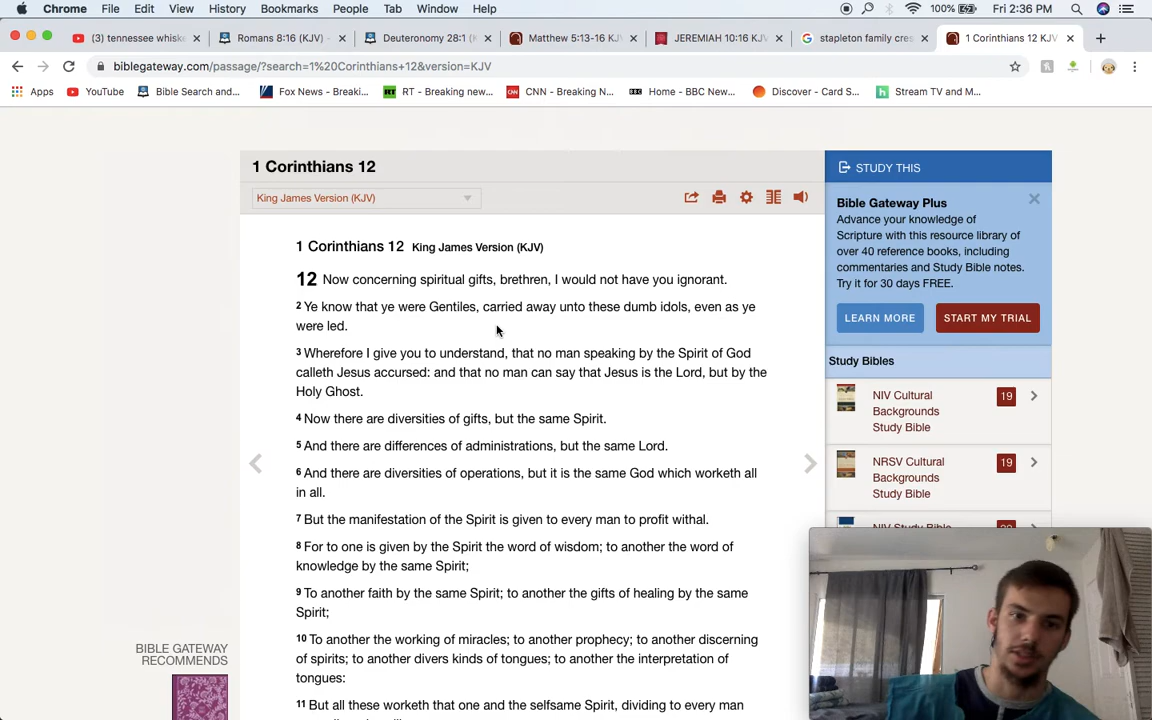 Chrome File Edit View History Bookmarks People Tab Window Help 100% Fri 2:36 PM
(3) tennessee whiske Romans 8:16 (KJV) - Deuteronomy 28:1 (K Matthew 5:13-16 KJV JEREMIAH 10:16 KJV stapleton family cres 1 Corinthians 12 KJV
biblegateway.com/passage/?search=1%20Corinthians+12&version=KJV
Apps YouTube Bible Search and... Fox News - Breaki... RT - Breaking new... CNN - Breaking N... Home - BBC New... Discover - Card S... Stream TV and M...
1 Corinthians 12
King James Version (KJV)
1 Corinthians 12 King James Version (KJV)
12 Now concerning spiritual gifts, brethren, I would not have you ignorant.
2 Ye know that ye were Gentiles, carried away unto these dumb idols, even as ye
were led.
3 Wherefore I give you to understand, that no man speaking by the Spirit of God
calleth Jesus accursed: and that no man can say that Jesus is the Lord, but by the
Holy Ghost.
4 Now there are diversities of gifts, but the same Spirit.
5 And there are differences of administrations, but the same Lord.
6 And there are diversities of operations, but it is the same God which worketh all
in all.
7 But the manifestation of the Spirit is given to every man to profit withal.
8 For to one is given by the Spirit the word of wisdom; to another the word of
knowledge by the same Spirit;
9 To another faith by the same Spirit; to another the gifts of healing by the same
Spirit;
10 To another the working of miracles; to another prophecy; to another discerning
of spirits; to another divers kinds of tongues; to another the interpretation of
tongues:
11 But all these worketh that one and the selfsame Spirit, dividing to every man
STUDY THIS
Bible Gateway Plus
Advance your knowledge of
Scripture with this resource library of
over 40 reference books, including
commentaries and Study Bible notes.
Try it for 30 days FREE.
LEARN MORE START MY TRIAL
Study Bibles
NIV Cultural
Backgrounds
Study Bible
19
NRSV Cultural
Backgrounds
Study Bible
19
NIV Study Bible
BIBLE GATEWAY
RECOMMENDS